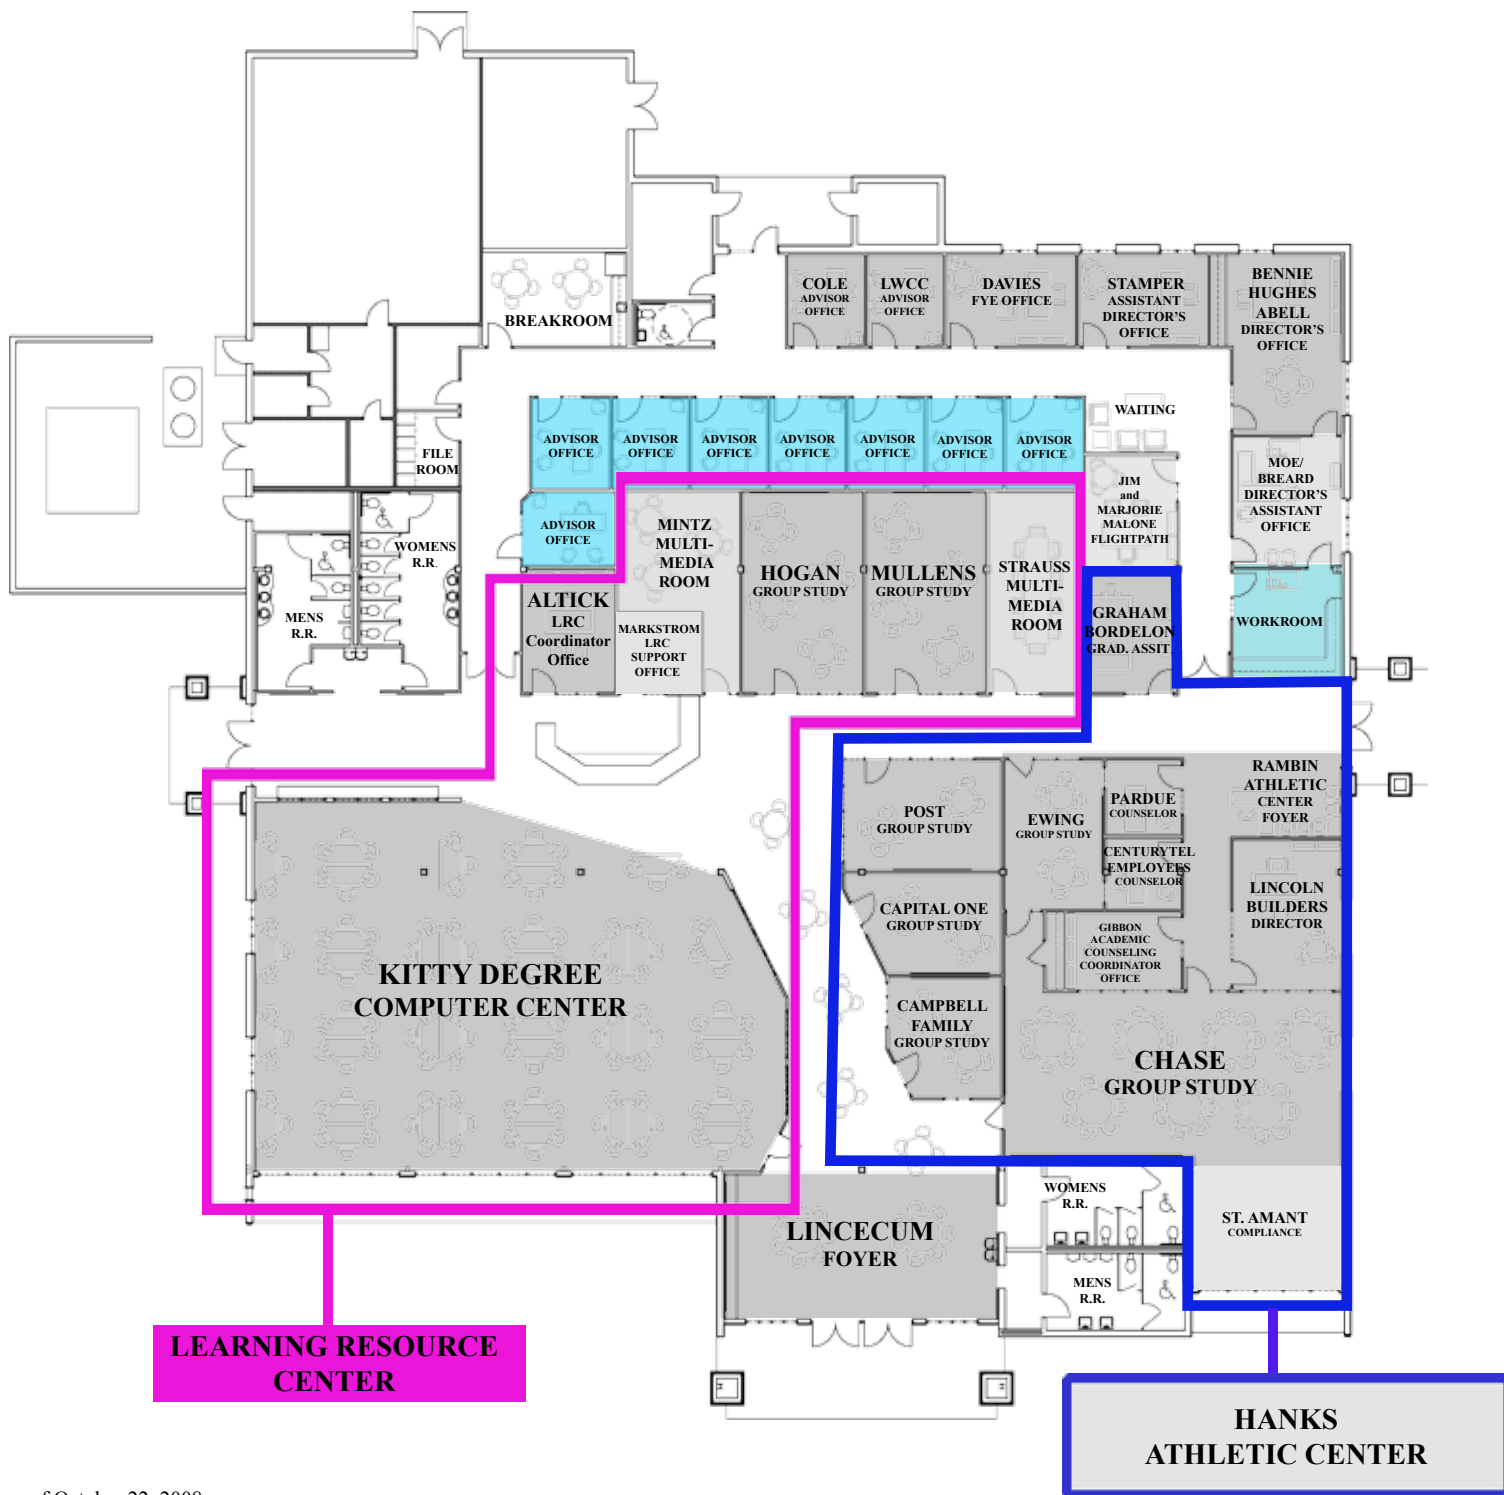 COLE
ADVISOR
OFFICE
LWCC
ADVISOR
OFFICE
DAVIES
FYE OFFICE
STAMPER
ASSISTANT
DIRECTOR'S
OFFICE
BENNIE
HUGHES
ABELL
DIRECTOR'S
OFFICE
BREAKROOM
WAITING
FILE
ROOM
ADVISOR
OFFICE
ADVISOR
OFFICE
ADVISOR
OFFICE
ADVISOR
OFFICE
ADVISOR
OFFICE
ADVISOR
OFFICE
ADVISOR
OFFICE
MOE/
BREARD
DIRECTOR'S
ASSISTANT
OFFICE
JIM
and
MARJORIE
MALONE
FLIGHTPATH
ADVISOR
OFFICE
MINTZ
MULTI-
MEDIA
ROOM
HOGAN
GROUP STUDY
MULLENS
GROUP STUDY
STRAUSS
MULTI-
MEDIA
ROOM
WOMENS
R.R.
MENS
R.R.
ALTICK
LRC
Coordinator
Office
MARKSTROM
LRC
SUPPORT
OFFICE
GRAHAM
BORDELON
GRAD. ASSIT.
WORKROOM
POST
GROUP STUDY
EWING
GROUP STUDY
PARDUE
COUNSELOR
RAMBIN
ATHLETIC
CENTER
FOYER
CENTURYTEL
EMPLOYEES
COUNSELOR
CAPITAL ONE
GROUP STUDY
LINCOLN
BUILDERS
DIRECTOR
GIBBON
ACADEMIC
COUNSELING
COORDINATOR
OFFICE
KITTY DEGREE
COMPUTER CENTER
CAMPBELL
FAMILY
GROUP STUDY
CHASE
GROUP STUDY
WOMENS
R.R.
ST. AMANT
COMPLIANCE
LINCECUM
FOYER
MENS
R.R.
LEARNING RESOURCE
CENTER
HANKS
ATHLETIC CENTER
f October 22, 2008